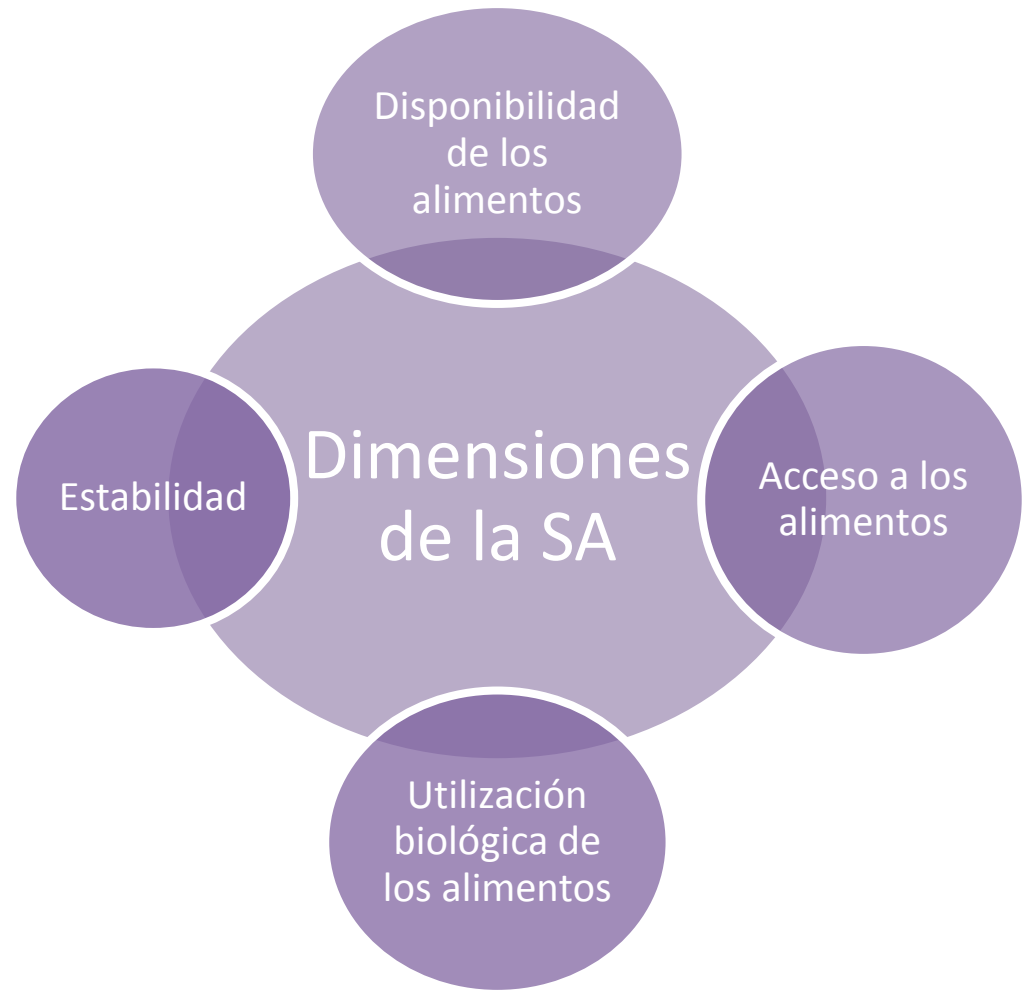 Disponibilidad
de los
alimentos
Dimensiones
de la SA
Acceso a los
alimentos
Utilización
biológica de
los alimentos
Estabilidad